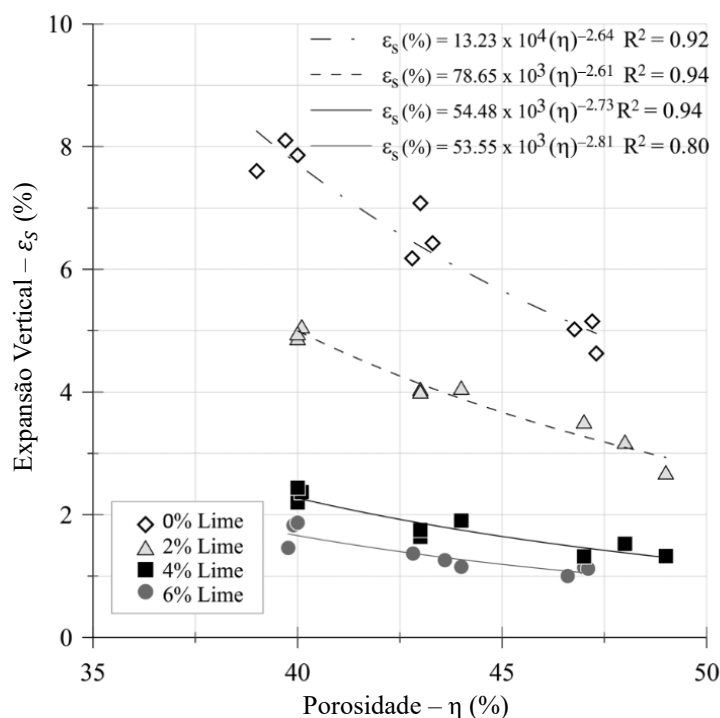 10
8
6
4
2
0
35
40
45
50
Expansão Vertical – εₛ (%)
Porosidade – η (%)
εₛ (%) = 13.23 x 10⁴ (η)⁻²·⁶⁴ R² = 0.92
εₛ (%) = 78.65 x 10³ (η)⁻²·⁶¹ R² = 0.94
εₛ (%) = 54.48 x 10³ (η)⁻²·⁷³ R² = 0.94
εₛ (%) = 53.55 x 10³ (η)⁻²·⁸¹ R² = 0.80
0% Lime
2% Lime
4% Lime
6% Lime